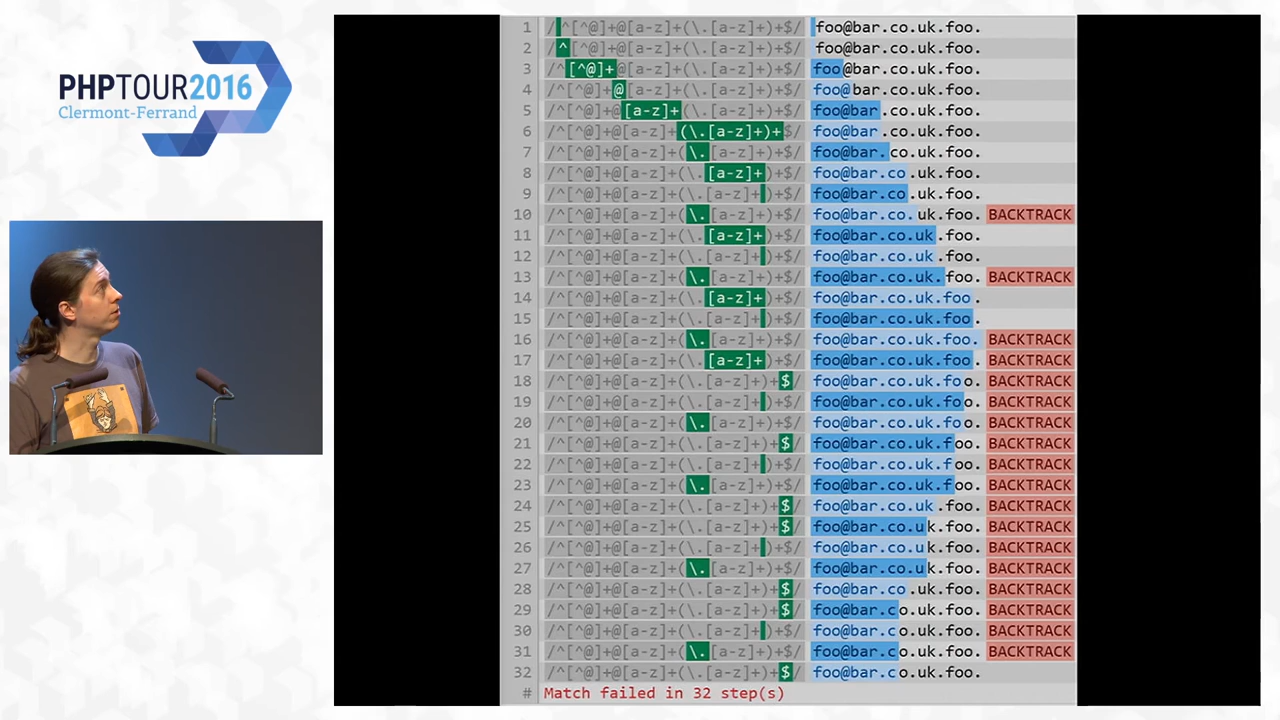 PHPTOUR2016
Clermont-Ferrand
1 /^[^@]+@[a-z]+(\.[a-z]+)+$/ foo@bar.co.uk.foo.
2 /^[^@]+@[a-z]+(\.[a-z]+)+$/ foo@bar.co.uk.foo.
3 /^[^@]+@[a-z]+(\.[a-z]+)+$/ foo@bar.co.uk.foo.
4 /^[^@]+@[a-z]+(\.[a-z]+)+$/ foo@bar.co.uk.foo.
5 /^[^@]+@[a-z]+(\.[a-z]+)+$/ foo@bar.co.uk.foo.
6 /^[^@]+@[a-z]+(\.[a-z]+)+$/ foo@bar.co.uk.foo.
7 /^[^@]+@[a-z]+(\.[a-z]+)+$/ foo@bar.co.uk.foo.
8 /^[^@]+@[a-z]+(\.[a-z]+)+$/ foo@bar.co.uk.foo.
9 /^[^@]+@[a-z]+(\.[a-z]+)+$/ foo@bar.co.uk.foo.
10 /^[^@]+@[a-z]+(\.[a-z]+)+$/ foo@bar.co.uk.foo. BACKTRACK
11 /^[^@]+@[a-z]+(\.[a-z]+)+$/ foo@bar.co.uk.foo.
12 /^[^@]+@[a-z]+(\.[a-z]+)+$/ foo@bar.co.uk.foo.
13 /^[^@]+@[a-z]+(\.[a-z]+)+$/ foo@bar.co.uk.foo. BACKTRACK
14 /^[^@]+@[a-z]+(\.[a-z]+)+$/ foo@bar.co.uk.foo.
15 /^[^@]+@[a-z]+(\.[a-z]+)+$/ foo@bar.co.uk.foo.
16 /^[^@]+@[a-z]+(\.[a-z]+)+$/ foo@bar.co.uk.foo. BACKTRACK
17 /^[^@]+@[a-z]+(\.[a-z]+)+$/ foo@bar.co.uk.foo. BACKTRACK
18 /^[^@]+@[a-z]+(\.[a-z]+)+$/ foo@bar.co.uk.foo. BACKTRACK
19 /^[^@]+@[a-z]+(\.[a-z]+)+$/ foo@bar.co.uk.foo. BACKTRACK
20 /^[^@]+@[a-z]+(\.[a-z]+)+$/ foo@bar.co.uk.foo. BACKTRACK
21 /^[^@]+@[a-z]+(\.[a-z]+)+$/ foo@bar.co.uk.foo. BACKTRACK
22 /^[^@]+@[a-z]+(\.[a-z]+)+$/ foo@bar.co.uk.foo. BACKTRACK
23 /^[^@]+@[a-z]+(\.[a-z]+)+$/ foo@bar.co.uk.foo. BACKTRACK
24 /^[^@]+@[a-z]+(\.[a-z]+)+$/ foo@bar.co.uk.foo. BACKTRACK
25 /^[^@]+@[a-z]+(\.[a-z]+)+$/ foo@bar.co.uk.foo. BACKTRACK
26 /^[^@]+@[a-z]+(\.[a-z]+)+$/ foo@bar.co.uk.foo. BACKTRACK
27 /^[^@]+@[a-z]+(\.[a-z]+)+$/ foo@bar.co.uk.foo. BACKTRACK
28 /^[^@]+@[a-z]+(\.[a-z]+)+$/ foo@bar.co.uk.foo. BACKTRACK
29 /^[^@]+@[a-z]+(\.[a-z]+)+$/ foo@bar.co.uk.foo. BACKTRACK
30 /^[^@]+@[a-z]+(\.[a-z]+)+$/ foo@bar.co.uk.foo. BACKTRACK
31 /^[^@]+@[a-z]+(\.[a-z]+)+$/ foo@bar.co.uk.foo. BACKTRACK
32 /^[^@]+@[a-z]+(\.[a-z]+)+$/ foo@bar.co.uk.foo.
# Match failed in 32 step(s)